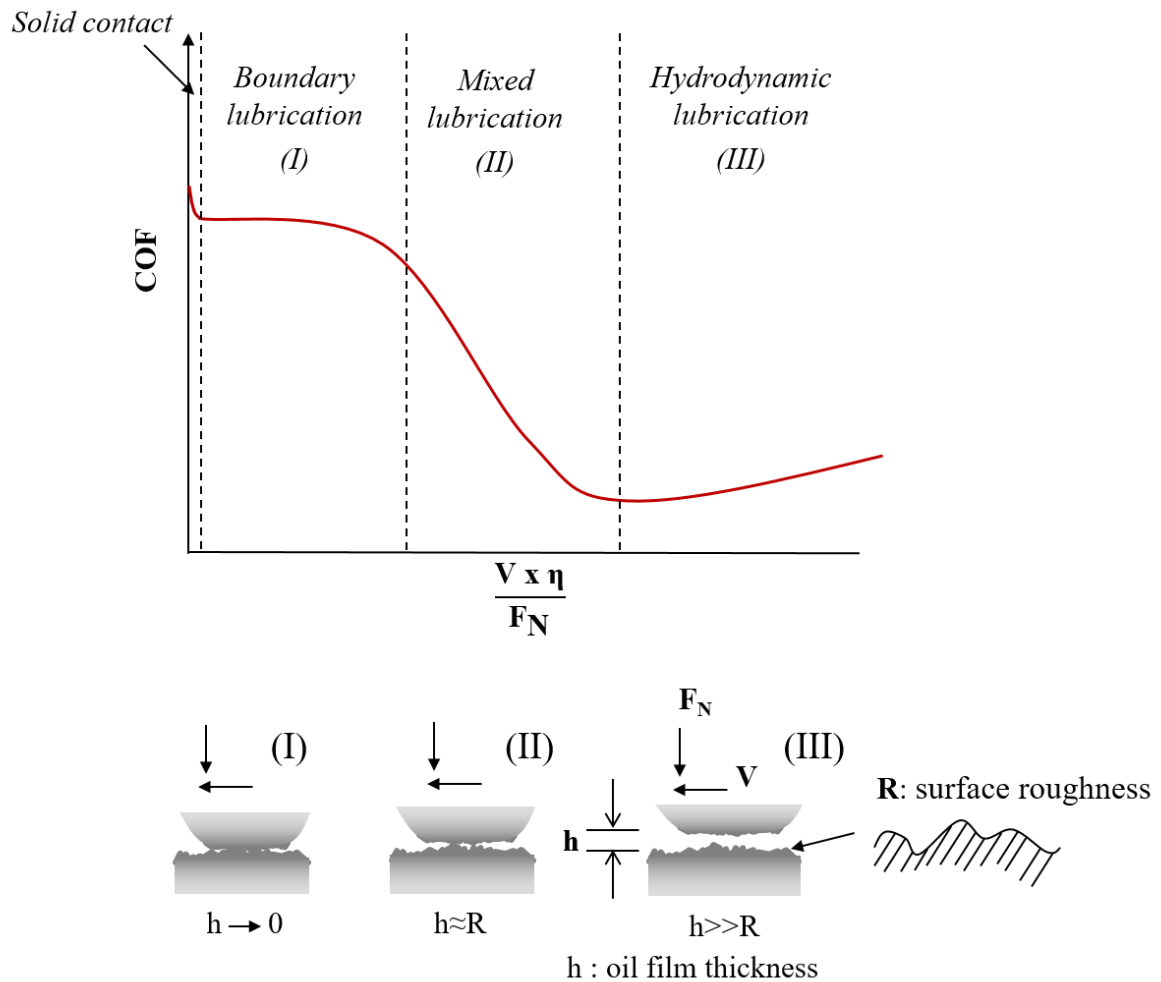 Solid contact
Boundary
lubrication
(I)
Mixed
lubrication
(II)
Hydrodynamic
lubrication
(III)
COF
V x η
F_N
(I)
(II)
F_N
(III)
V
R: surface roughness
h
h → 0
h≈R
h>>R
h : oil film thickness